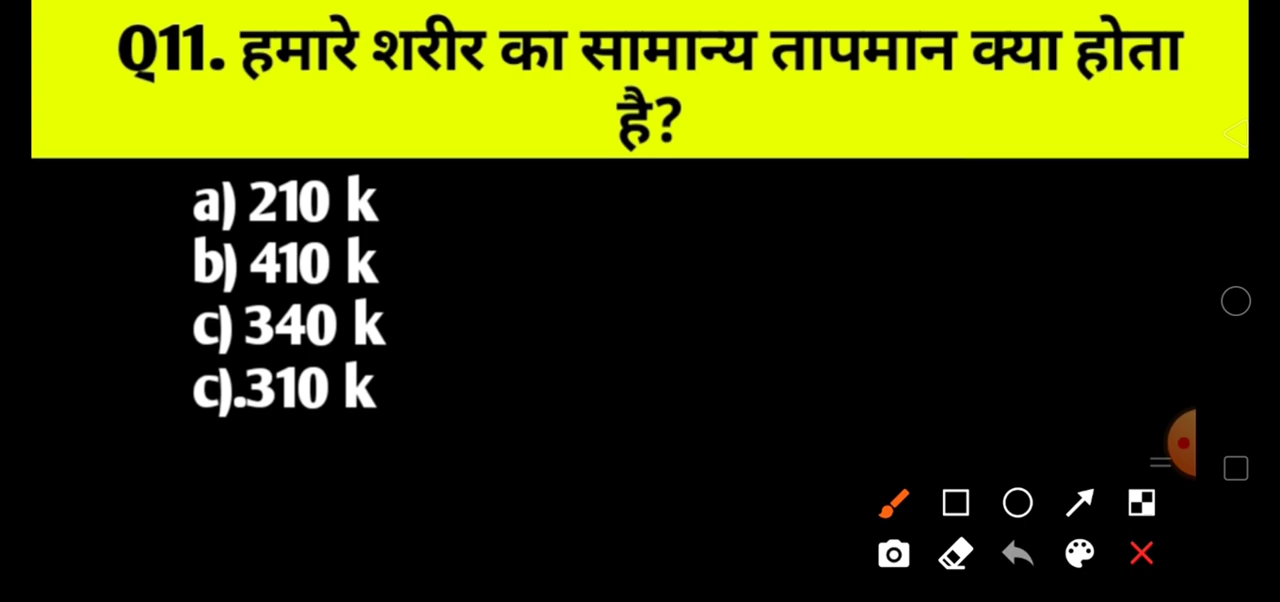 Q11. हमारे शरीर का सामान्य तापमान क्या होता
है?
a) 210 k
b) 410 k
c) 340 k
c).310 k